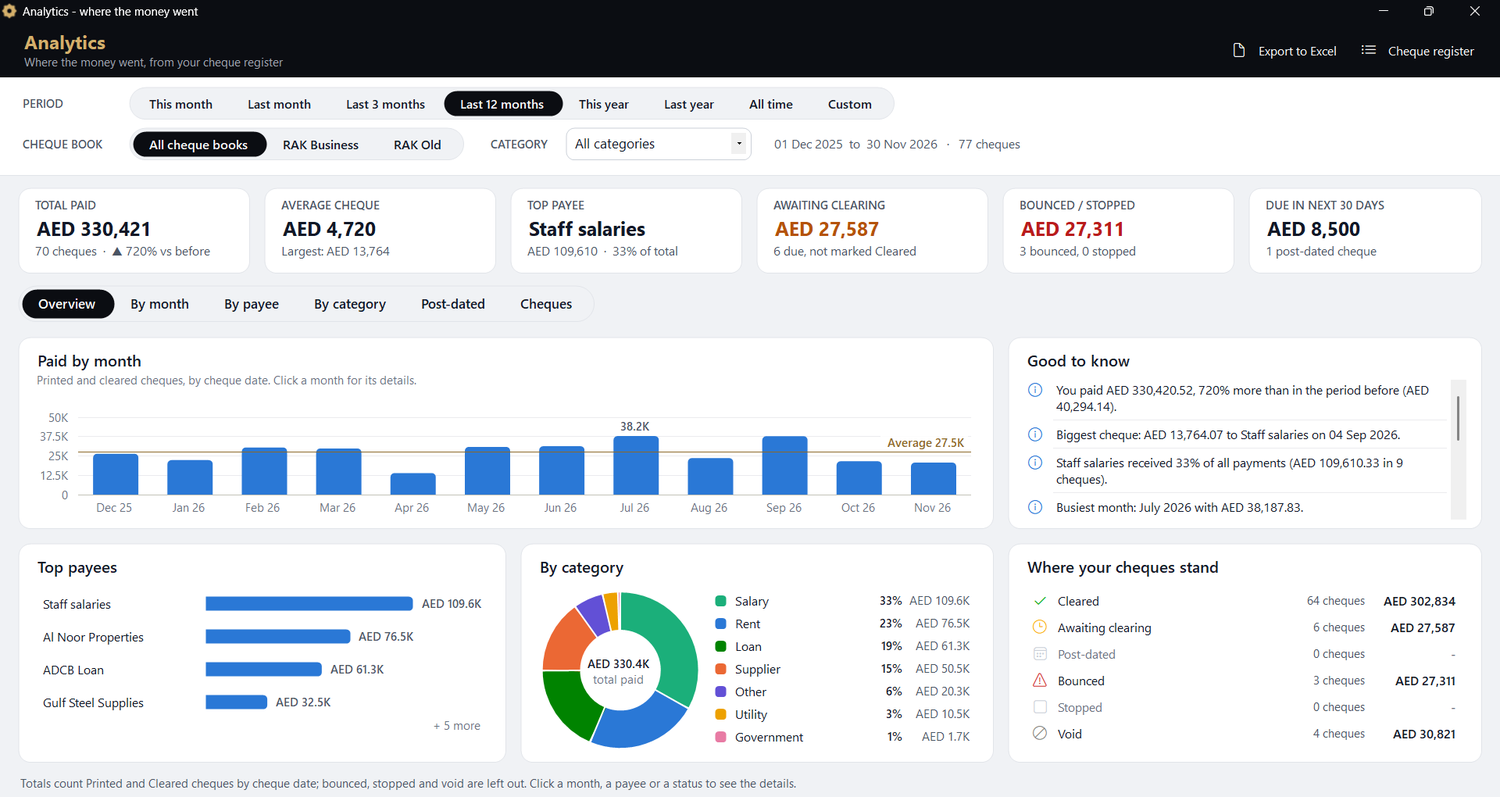 Analytics - where the money went
Analytics
Where the money went, from your cheque register
Export to Excel
Cheque register
PERIOD
This month
Last month
Last 3 months
Last 12 months
This year
Last year
All time
Custom
CHEQUE BOOK
All cheque books
RAK Business
RAK Old
CATEGORY
All categories
01 Dec 2025 to 30 Nov 2026 · 77 cheques
TOTAL PAID
AED 330,421
70 cheques · ▲ 720% vs before
AVERAGE CHEQUE
AED 4,720
Largest: AED 13,764
TOP PAYEE
Staff salaries
AED 109,610 · 33% of total
AWAITING CLEARING
AED 27,587
6 due, not marked Cleared
BOUNCED / STOPPED
AED 27,311
3 bounced, 0 stopped
DUE IN NEXT 30 DAYS
AED 8,500
1 post-dated cheque
Overview
By month
By payee
By category
Post-dated
Cheques
Paid by month
Printed and cleared cheques, by cheque date. Click a month for its details.
50K
37.5K
25K
12.5K
0
38.2K
Average 27.5K
Dec 25
Jan 26
Feb 26
Mar 26
Apr 26
May 26
Jun 26
Jul 26
Aug 26
Sep 26
Oct 26
Nov 26
Good to know
You paid AED 330,420.52, 720% more than in the period before (AED
40,294.14).
Biggest cheque: AED 13,764.07 to Staff salaries on 04 Sep 2026.
Staff salaries received 33% of all payments (AED 109,610.33 in 9
cheques).
Busiest month: July 2026 with AED 38,187.83.
Top payees
Staff salaries AED 109.6K
Al Noor Properties AED 76.5K
ADCB Loan AED 61.3K
Gulf Steel Supplies AED 32.5K
+ 5 more
By category
AED 330.4K
total paid
Salary 33% AED 109.6K
Rent 23% AED 76.5K
Loan 19% AED 61.3K
Supplier 15% AED 50.5K
Other 6% AED 20.3K
Utility 3% AED 10.5K
Government 1% AED 1.7K
Where your cheques stand
Cleared 64 cheques AED 302,834
Awaiting clearing 6 cheques AED 27,587
Post-dated 0 cheques -
Bounced 3 cheques AED 27,311
Stopped 0 cheques -
Void 4 cheques AED 30,821
Totals count Printed and Cleared cheques by cheque date; bounced, stopped and void are left out. Click a month, a payee or a status to see the details.